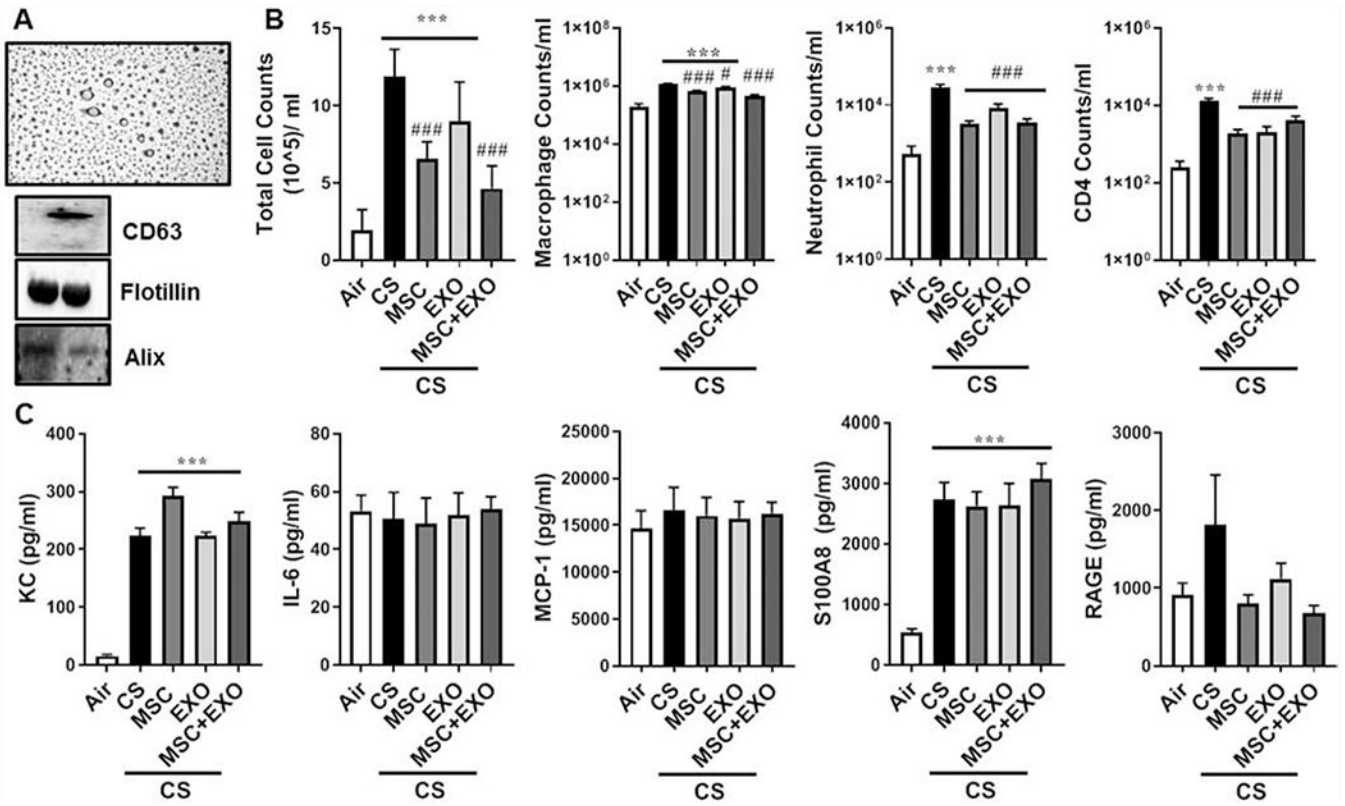 A
CD63
Flotillin
Alix
B
Total Cell Counts
(10^5)/ ml
15
10
5
0
***
###
###
Air
CS
MSC
EXO
MSC+EXO
CS
Macrophage Counts/ml
1×10^8
1×10^6
1×10^4
1×10^2
1×10^0
***
### # ###
Air
CS
MSC
EXO
MSC+EXO
CS
Neutrophil Counts/ml
1×10^6
1×10^4
1×10^2
1×10^0
***
###
Air
CS
MSC
EXO
MSC+EXO
CS
CD4 Counts/ml
1×10^6
1×10^4
1×10^2
1×10^0
***
###
Air
CS
MSC
EXO
MSC+EXO
CS
C
KC (pg/ml)
400
300
200
100
0
***
Air
CS
MSC
EXO
MSC+EXO
CS
IL-6 (pg/ml)
80
60
40
20
0
Air
CS
MSC
EXO
MSC+EXO
CS
MCP-1 (pg/ml)
25000
20000
15000
10000
5000
0
Air
CS
MSC
EXO
MSC+EXO
CS
S100A8 (pg/ml)
4000
3000
2000
1000
0
***
Air
CS
MSC
EXO
MSC+EXO
CS
RAGE (pg/ml)
3000
2000
1000
0
Air
CS
MSC
EXO
MSC+EXO
CS